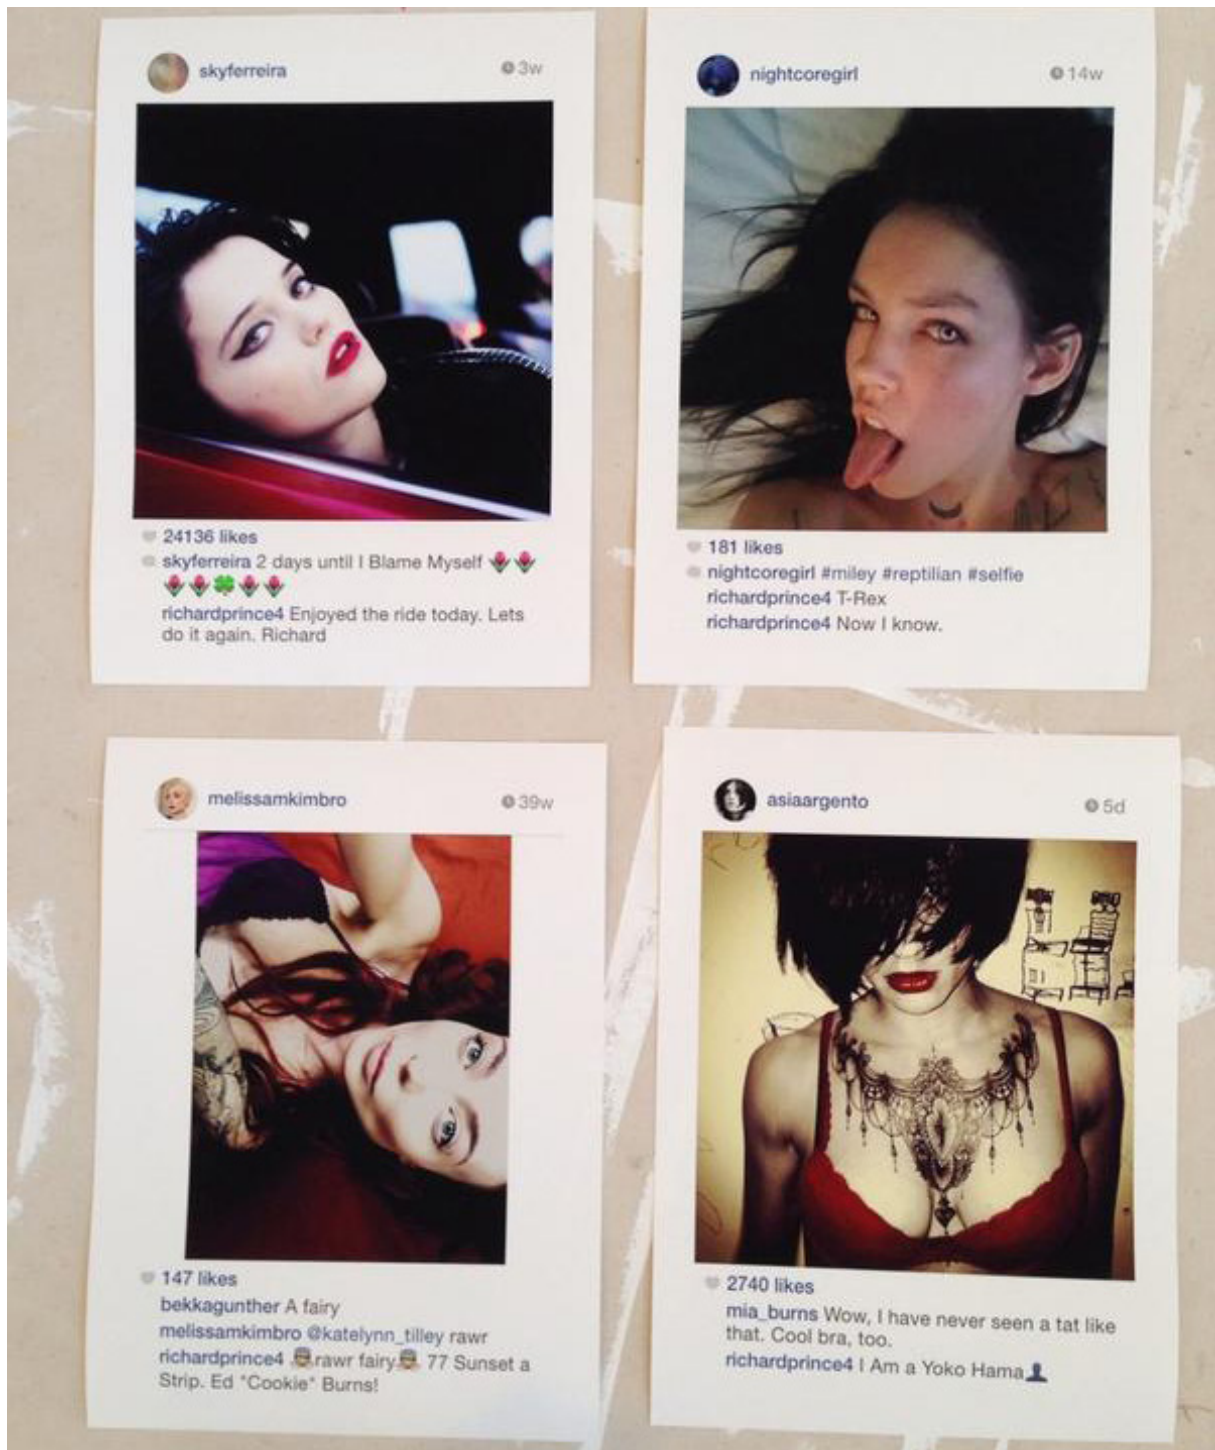 skyferreira 3w
24136 likes
skyferreira 2 days until I Blame Myself 🌷🌷
🌷🌷🍀🌷🌷
richardprince4 Enjoyed the ride today. Lets
do it again. Richard
nightcoregirl 14w
181 likes
nightcoregirl #miley #reptilian #selfie
richardprince4 T-Rex
richardprince4 Now I know.
melissamkimbro 39w
147 likes
bekkagunther A fairy
melissamkimbro @katelynn_tilley rawr
richardprince4 rawr fairy 77 Sunset a
Strip. Ed *Cookie* Burns!
asiaargento 5d
2740 likes
mia_burns Wow, I have never seen a tat like
that. Cool bra, too.
richardprince4 I Am a Yoko Hama👤